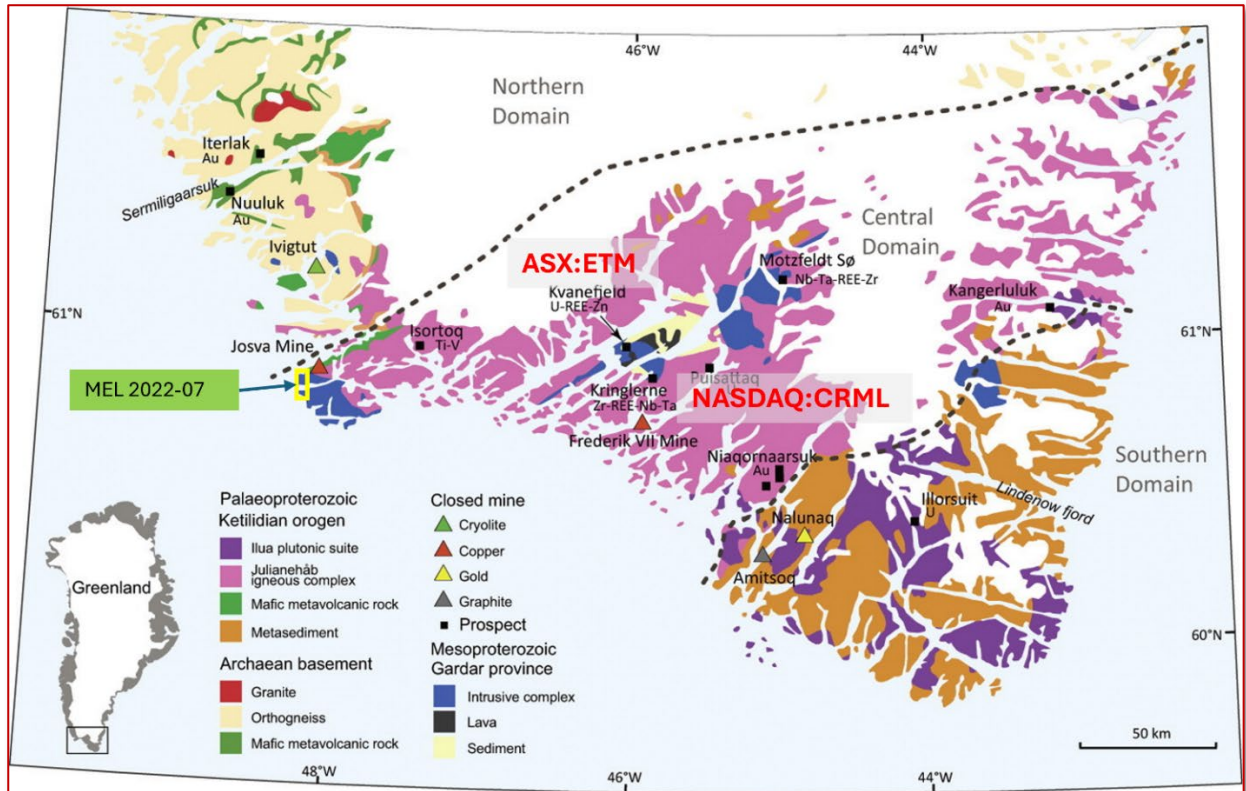 46°W
44°W
Northern
Domain
Iterlak
Au
Sermiligaarsuk
Nuuluk
Au
Ivigtut
Central
Domain
ASX:ETM
Motzfeldt Sø
Nb-Ta-REE-Zr
Kvanefjeld
U-REE-Zn
Kangerluluk
Au
61°N
61°N
Isortoq
Ti-V
Josva Mine
MEL 2022-07
Puisattaq
Kringlerne
Zr-REE-Nb-Ta
NASDAQ:CRML
Frederik VII Mine
Niaqornaarsuk
Au
Southern
Domain
Illorsuit
U
Lindenow fjord
Nalunaq
Amitsoq
60°N
Greenland
Palaeoproterozoic
Ketilidian orogen
Ilua plutonic suite
Julianehåb
igneous complex
Mafic metavolcanic rock
Metasediment
Archaean basement
Granite
Orthogneiss
Mafic metavolcanic rock
Closed mine
Cryolite
Copper
Gold
Graphite
Prospect
Mesoproterozoic
Gardar province
Intrusive complex
Lava
Sediment
50 km
48°W
46°W
44°W